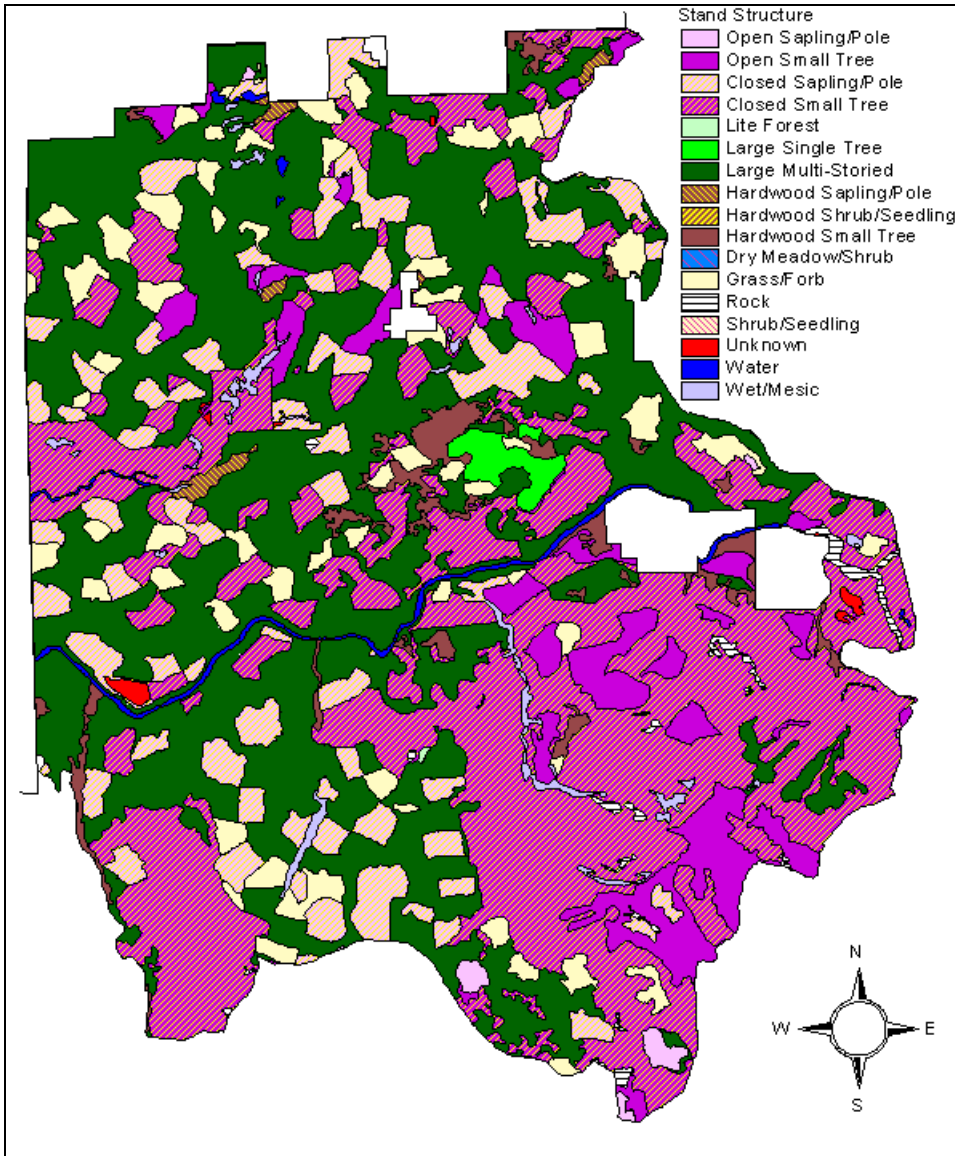 Stand Structure
Open Sapling/Pole
Open Small Tree
Closed Sapling/Pole
Closed Small Tree
Lite Forest
Large Single Tree
Large Multi-Storied
Hardwood Sapling/Pole
Hardwood Shrub/Seedling
Hardwood Small Tree
Dry Meadow/Shrub
Grass/Forb
Rock
Shrub/Seedling
Unknown
Water
Wet/Mesic
N
W E
S